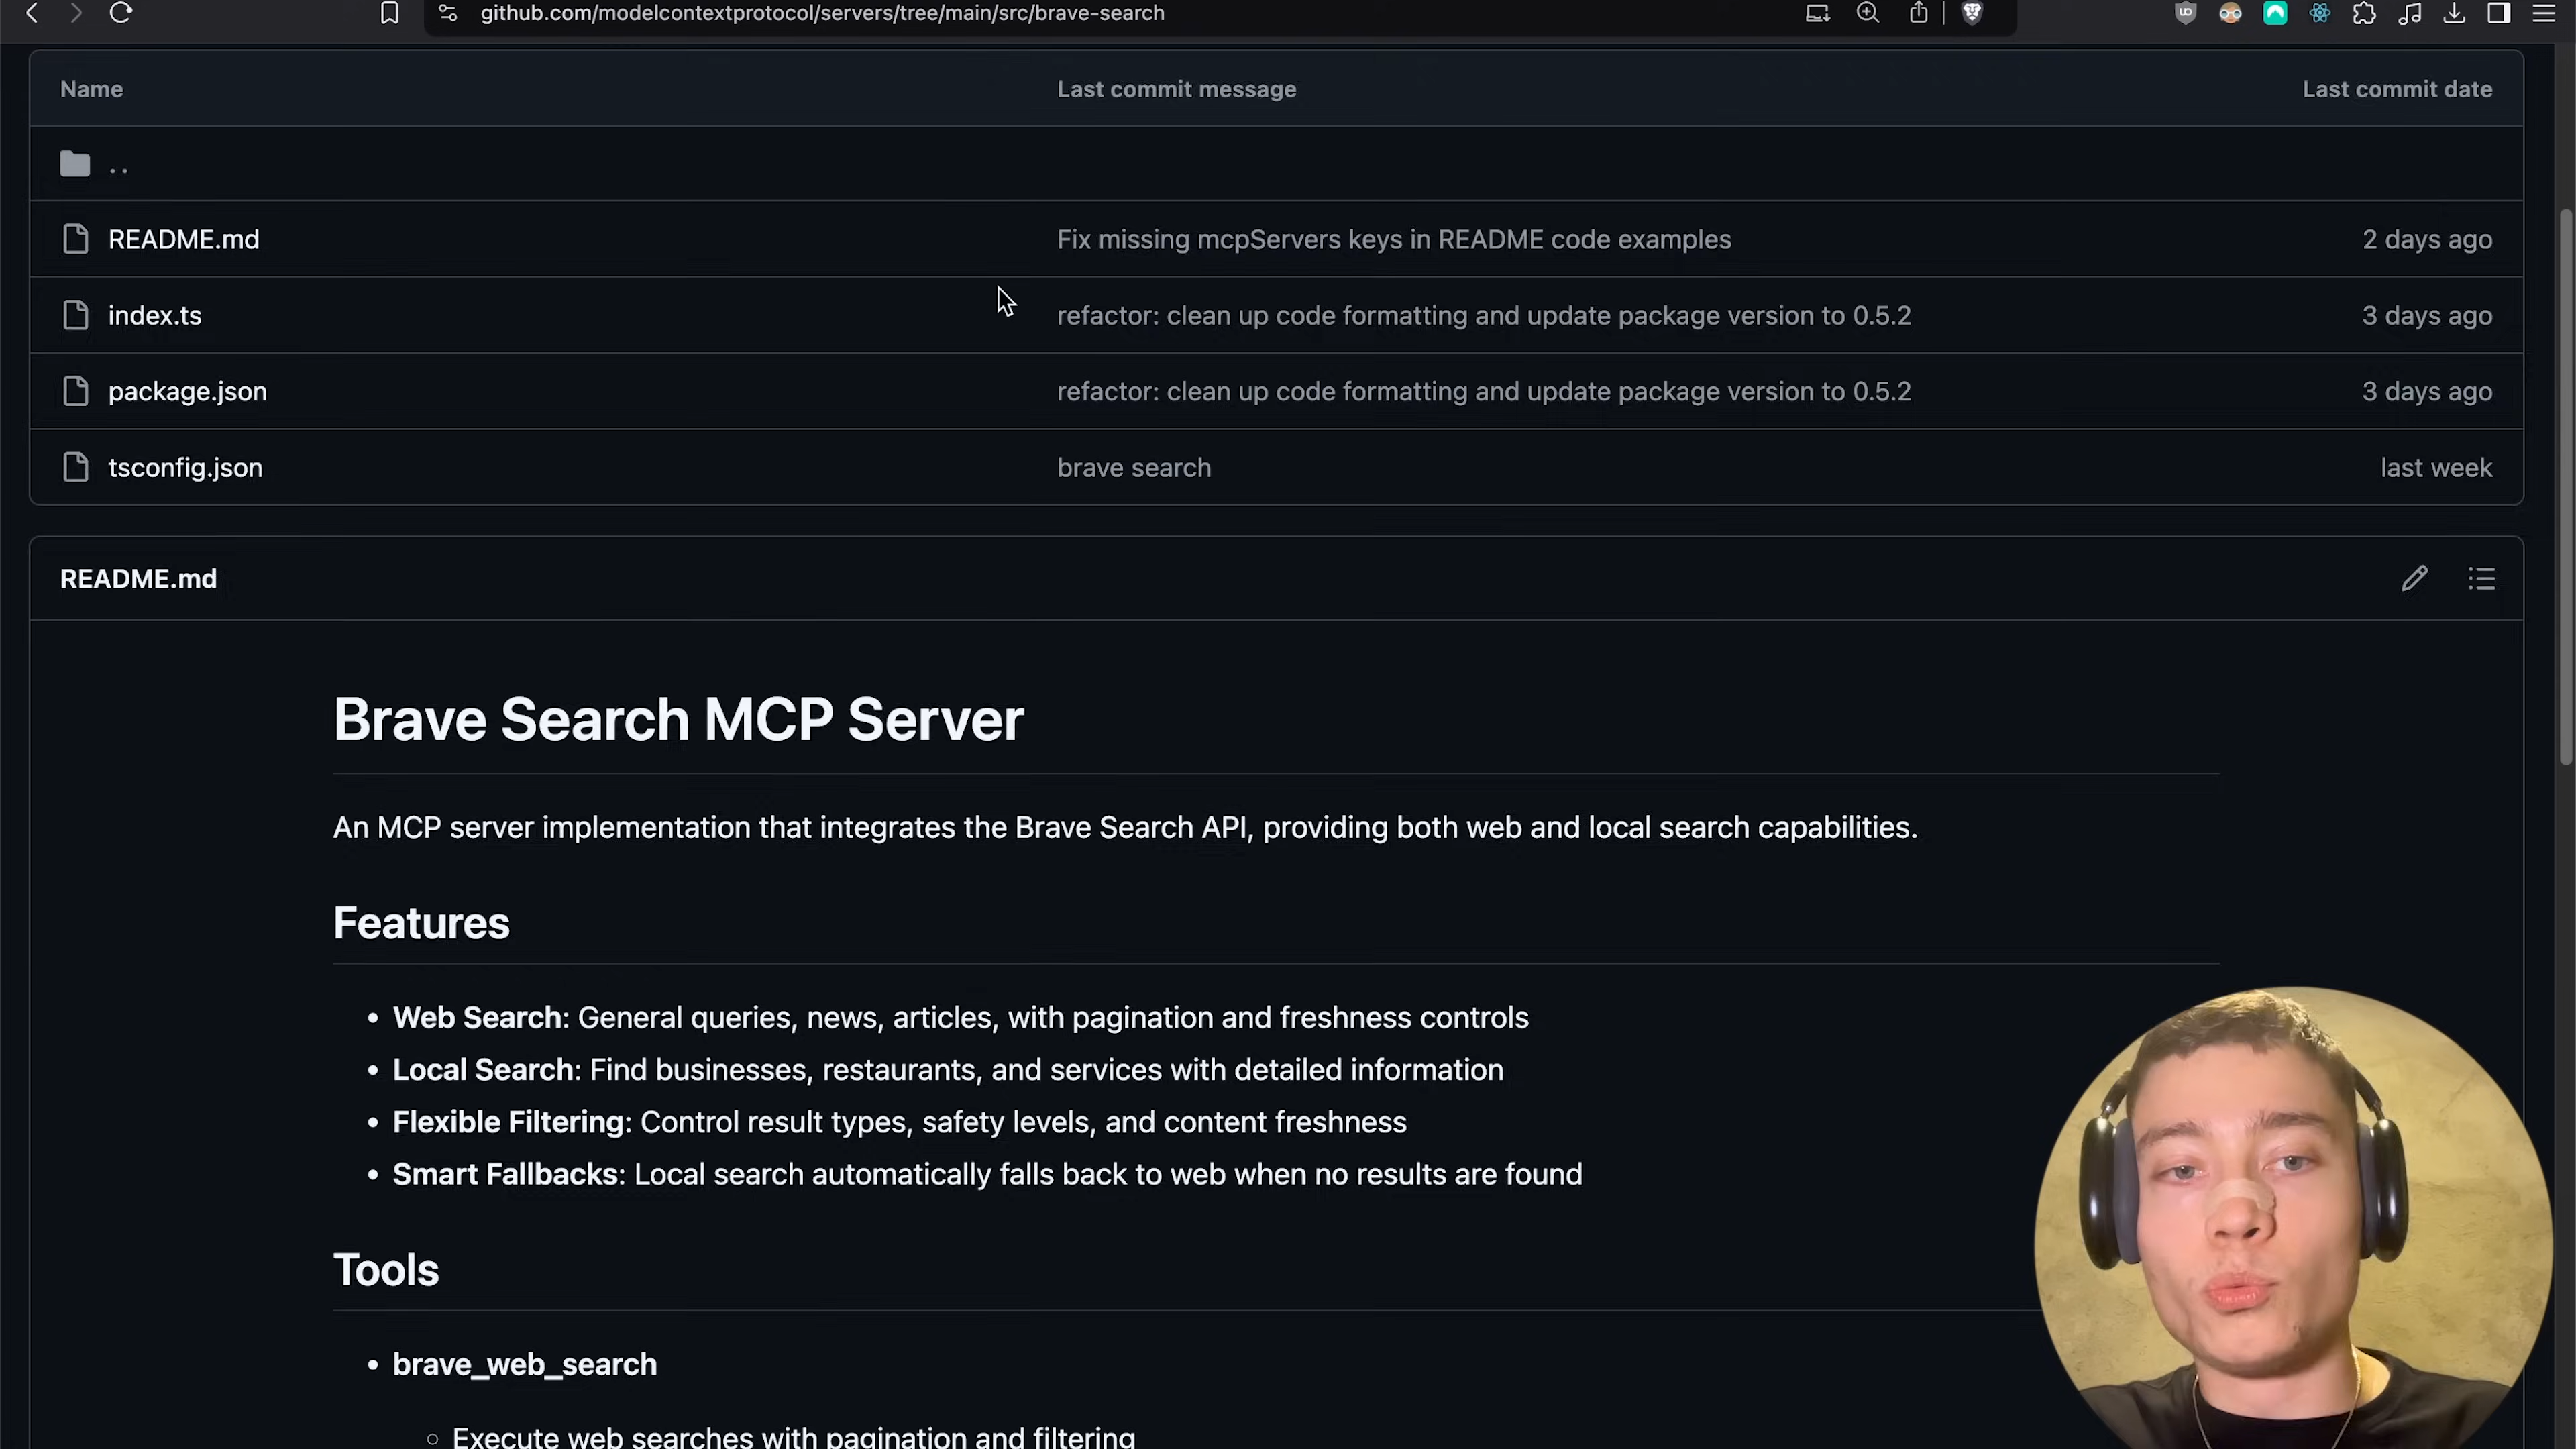 github.com/modelcontextprotocol/servers/tree/main/src/brave-search
Name Last commit message Last commit date
..
README.md Fix missing mcpServers keys in README code examples 2 days ago
index.ts refactor: clean up code formatting and update package version to 0.5.2 3 days ago
package.json refactor: clean up code formatting and update package version to 0.5.2 3 days ago
tsconfig.json brave search last week
README.md
Brave Search MCP Server
An MCP server implementation that integrates the Brave Search API, providing both web and local search capabilities.
Features
• Web Search: General queries, news, articles, with pagination and freshness controls
• Local Search: Find businesses, restaurants, and services with detailed information
• Flexible Filtering: Control result types, safety levels, and content freshness
• Smart Fallbacks: Local search automatically falls back to web when no results are found
Tools
• brave_web_search
○ Execute web searches with pagination and filtering